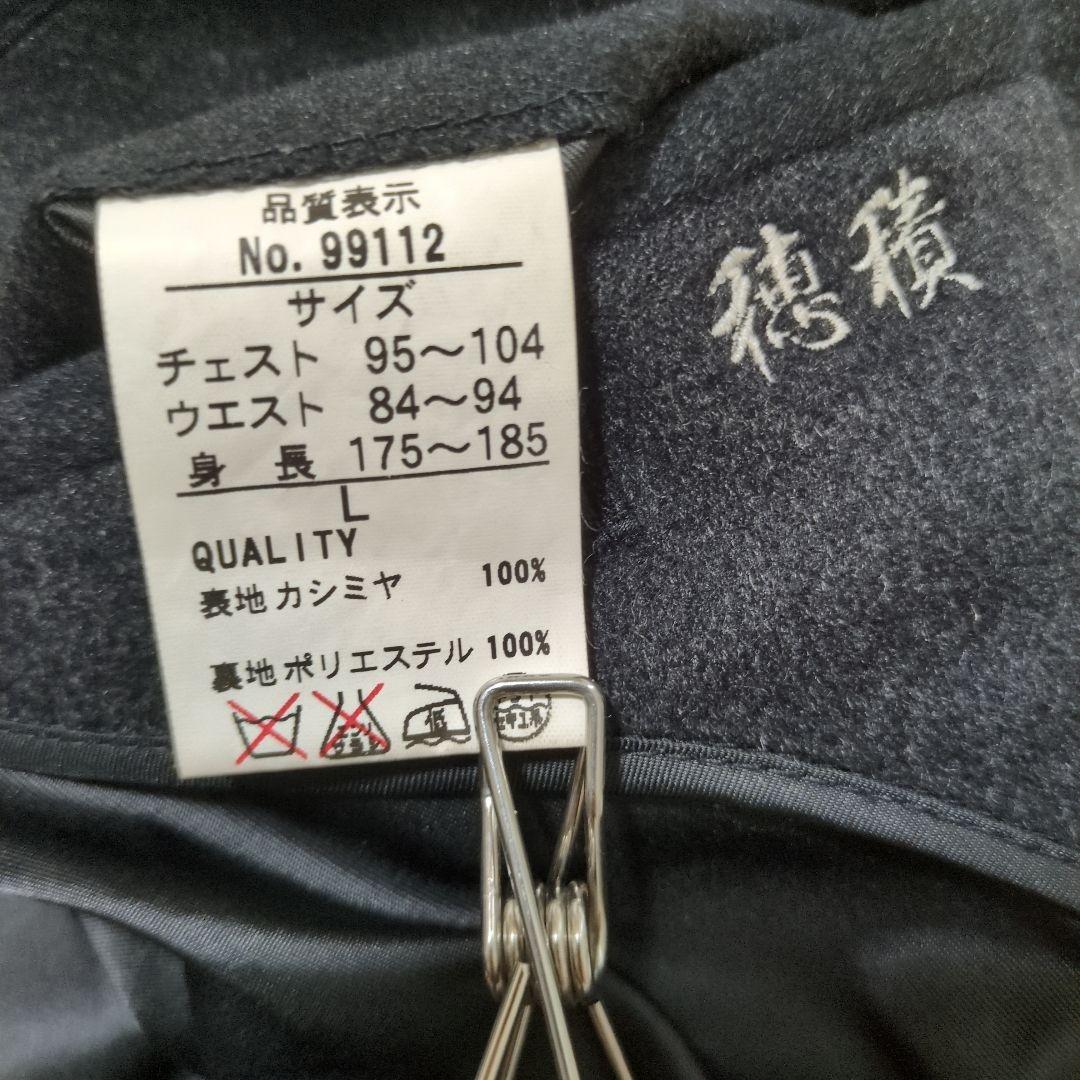 品質表示
No. 99112
サイズ
チェスト 95～104
ウエスト 84～94
身 長 175～185
L
QUALITY
表地 カシミヤ 100%
裏地 ポリエステル 100%
低
穂積